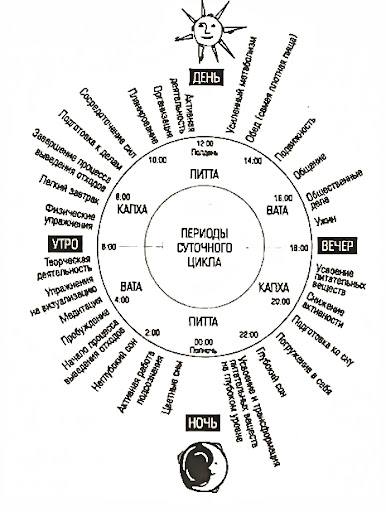 ДЕНЬ
Сосредоточение сил
Планирование
Организация
Активная
деятельность
Усиленный метаболизм
Обед (самая плотная пища)
Подвижность
Общение
Общественные
дела
Ужин
ВЕЧЕР
Усвоение
питательных
веществ
Снижение
активности
Подготовка ко сну
Погружение в себя
Глубокий сон
Усвоение и трансформация
питательных веществ
на глубоком уровне
НОЧЬ
Цветные сны
Активная работа
подсознания
Неглубокий сон
Начало процесса
выведения отходов
Пробуждение
Медитация
Упражнения
на визуализацию
Творческая
деятельность
УТРО
Физические
упражнения
Легкий завтрак
Завершение процесса
выведения отходов
Подготовка к делам
12:00
Полдень
14:00
18:00
20:00
22:00
00:00
Полночь
2:00
4:00
6:00
8:00
10:00
ПИТТА
ВАТА
КАПХА
ПИТТА
ВАТА
КАПХА
ПЕРИОДЫ
СУТОЧНОГО
ЦИКЛА